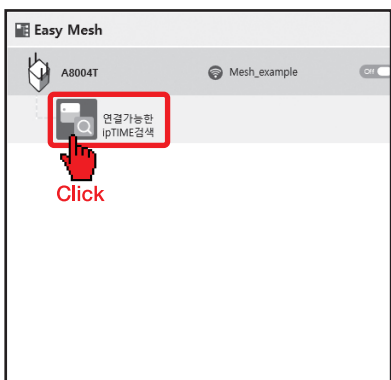 Easy Mesh
A8004T
Mesh_example
Off
연결가능한
ipTIME검색
Click